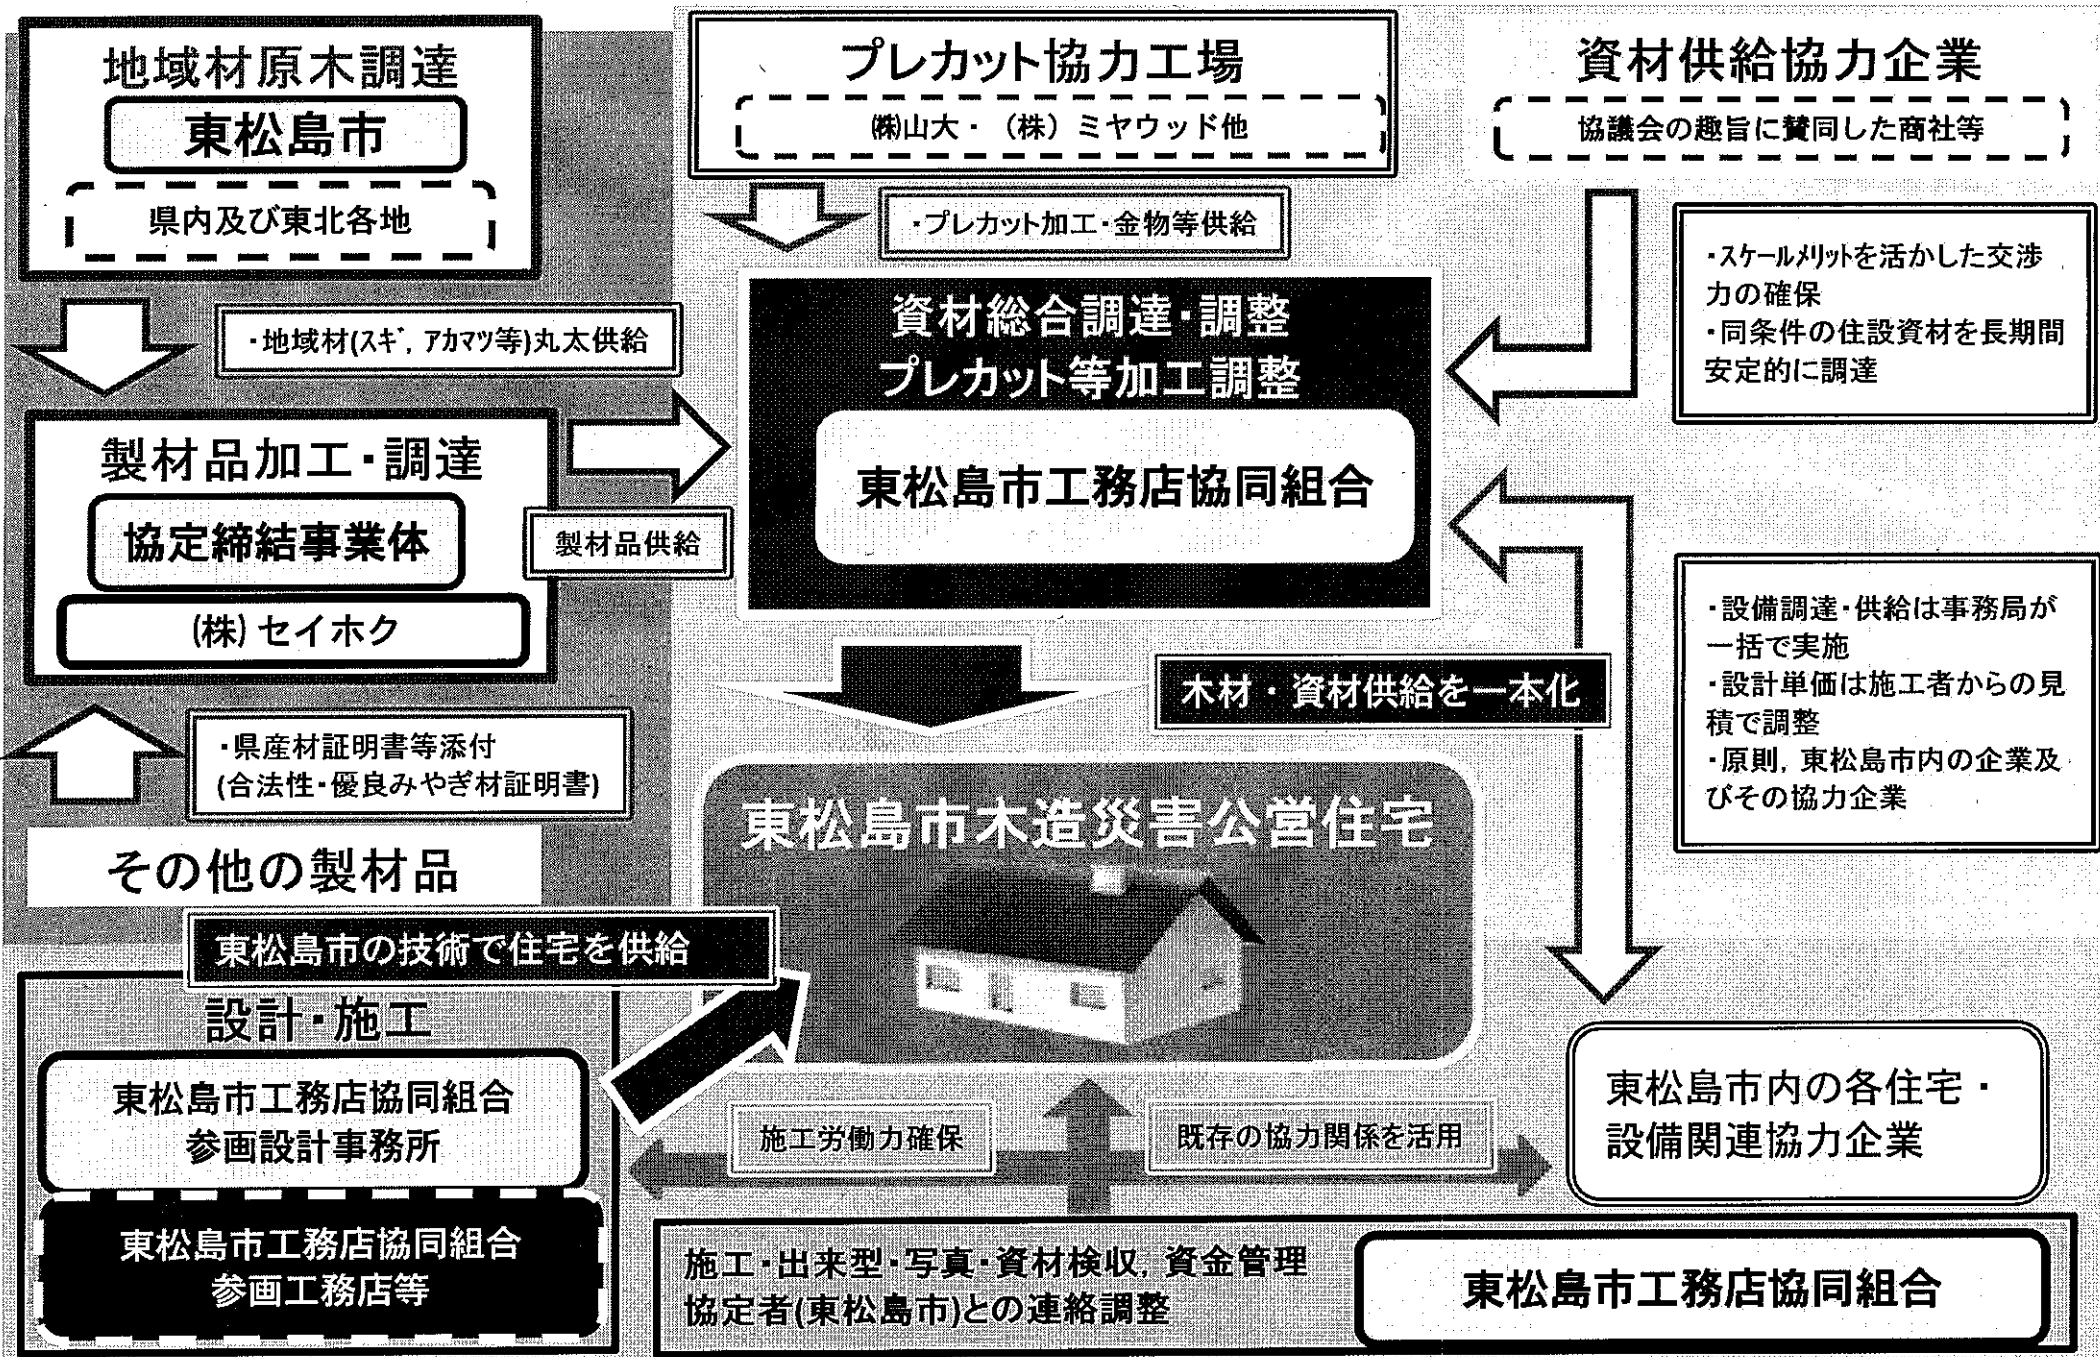 地域材原木調達
東松島市
県内及び東北各地
・地域材(スギ, アカマツ等)丸太供給
製材品加工・調達
協定締結事業体
(株) セイホク
製材品供給
・県産材証明書等添付
(合法性・優良みやぎ材証明書)
その他の製材品
プレカット協力工場
㈱山大・（株）ミヤウッド他
・プレカット加工・金物等供給
資材総合調達・調整
プレカット等加工調整
東松島市工務店協同組合
資材供給協力企業
協議会の趣旨に賛同した商社等
・スケールメリットを活かした交渉
力の確保
・同条件の住設資材を長期間
安定的に調達
・設備調達・供給は事務局が
一括で実施
・設計単価は施工者からの見
積で調整
・原則, 東松島市内の企業及
びその協力企業
木材・資材供給を一本化
東松島市木造災害公営住宅
東松島市の技術で住宅を供給
設計・施工
東松島市工務店協同組合
参画設計事務所
東松島市工務店協同組合
参画工務店等
施工労働力確保
既存の協力関係を活用
東松島市内の各住宅・
設備関連協力企業
施工・出来型・写真・資材検収, 資金管理
協定者(東松島市)との連絡調整
東松島市工務店協同組合